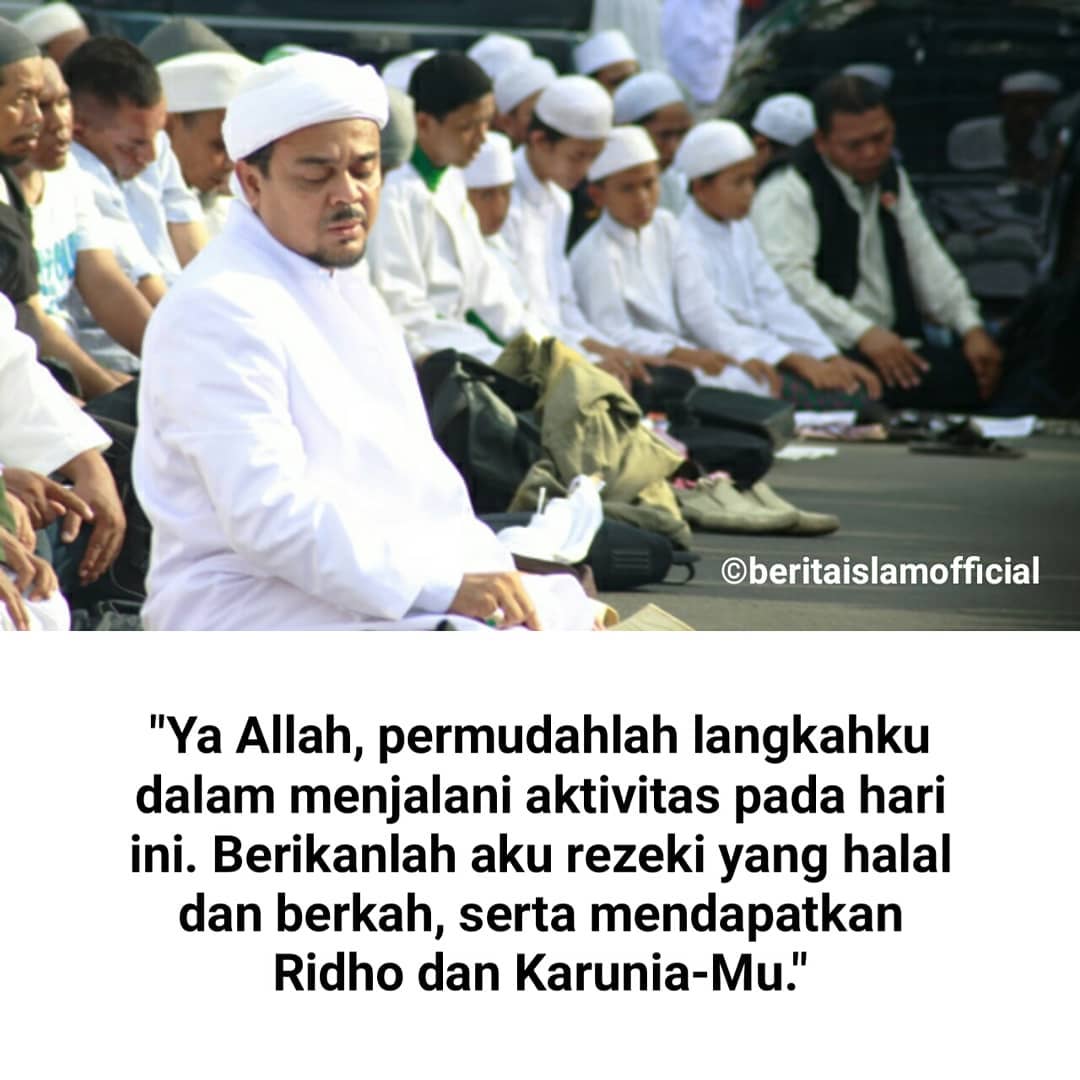 ©beritaislamofficial
"Ya Allah, permudahlah langkahku
dalam menjalani aktivitas pada hari
ini. Berikanlah aku rezeki yang halal
dan berkah, serta mendapatkan
Ridho dan Karunia-Mu."